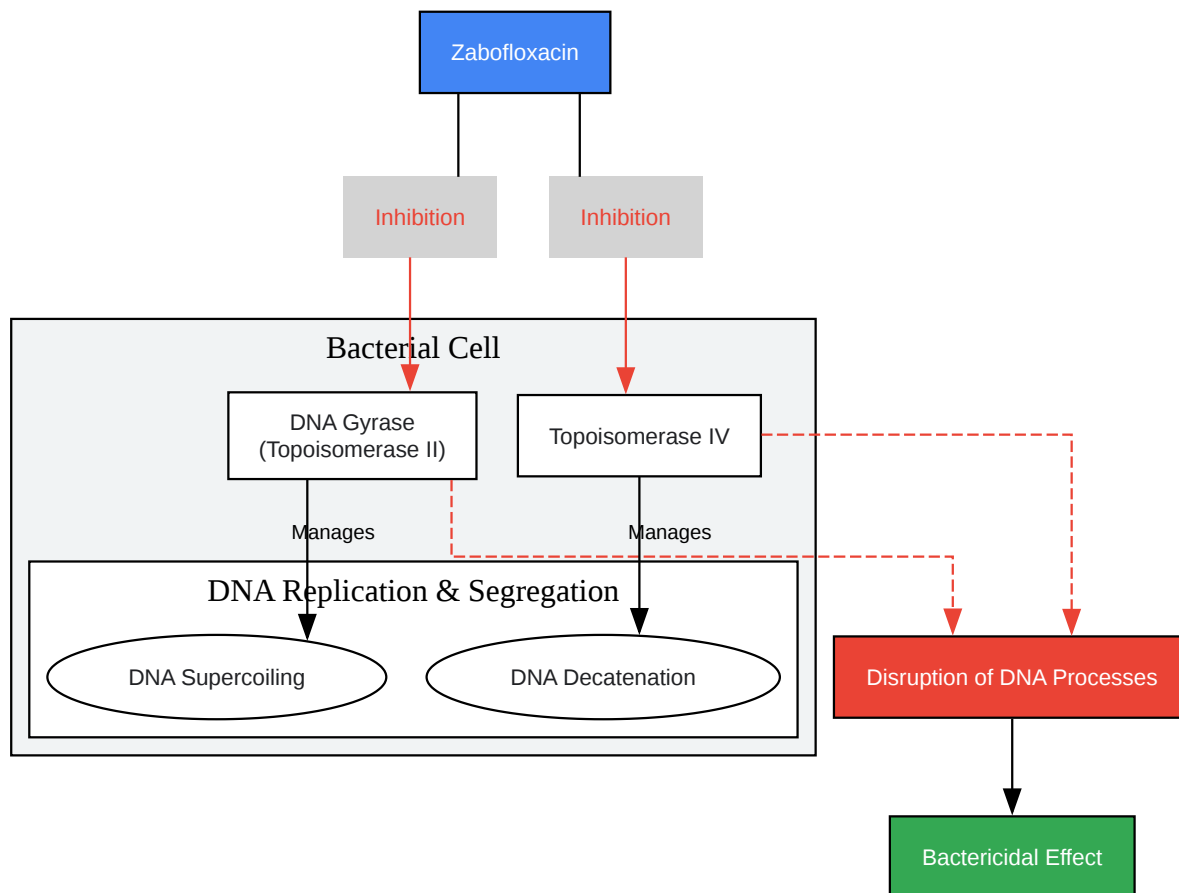 Zabofloxacin
Inhibition
Inhibition
Bacterial Cell
DNA Gyrase
(Topoisomerase II)
Topoisomerase IV
Manages
Manages
DNA Replication & Segregation
DNA Supercoiling
DNA Decatenation
Disruption of DNA Processes
Bactericidal Effect